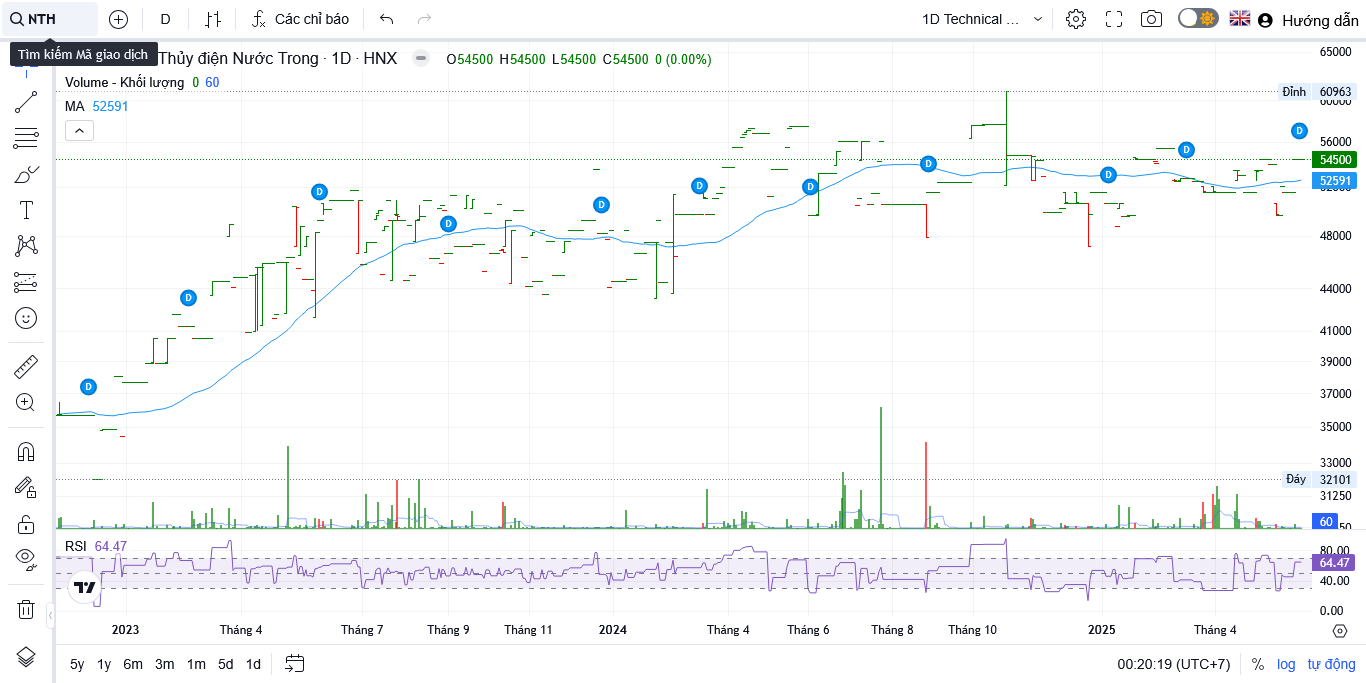 NTH
D
Các chỉ báo
1D Technical ...
Hướng dẫn
Tìm kiếm Mã giao dịch
Thủy điện Nước Trong · 1D · HNX
O54500 H54500 L54500 C54500 0 (0.00%)
Volume - Khối lượng 0 60
MA 52591
65000
Đỉnh 60963
60000
56000
54500
52591
52000
48000
44000
41000
39000
37000
35000
33000
Đáy 32101
31250
60
50
D
D
D
D
D
D
D
D
D
D
D
RSI 64.47
80.00
64.47
40.00
0.00
2023 Tháng 4 Tháng 7 Tháng 9 Tháng 11 2024 Tháng 4 Tháng 6 Tháng 8 Tháng 10 2025 Tháng 4
5y 1y 6m 3m 1m 5d 1d
00:20:19 (UTC+7) % log tự động